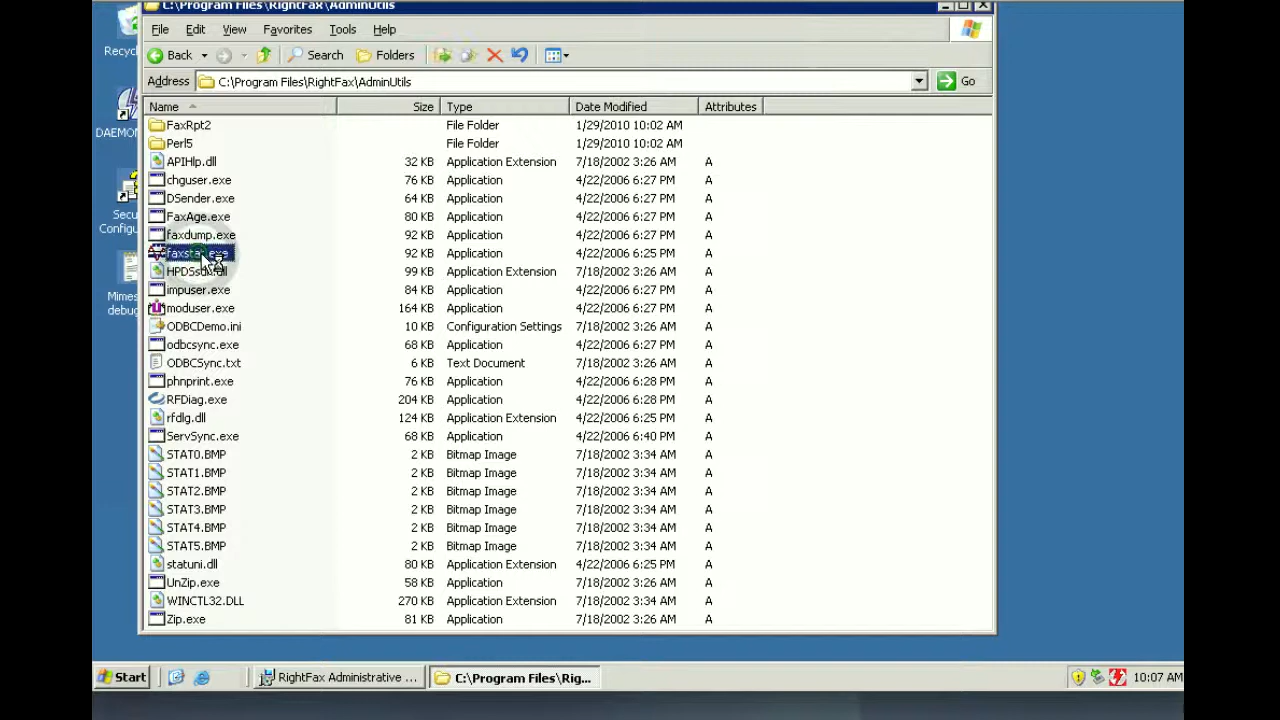 C:\Program Files\RightFax\AdminUtils
File Edit View Favorites Tools Help
Back Search Folders
Address C:\Program Files\RightFax\AdminUtils Go
Name Size Type Date Modified Attributes
FaxRpt2 File Folder 1/29/2010 10:02 AM
Perl5 File Folder 1/29/2010 10:02 AM
APIHlp.dll 32 KB Application Extension 7/18/2002 3:26 AM A
chguser.exe 76 KB Application 4/22/2006 6:27 PM A
DSender.exe 64 KB Application 4/22/2006 6:27 PM A
FaxAge.exe 80 KB Application 4/22/2006 6:27 PM A
faxdump.exe 92 KB Application 4/22/2006 6:27 PM A
92 KB Application 4/22/2006 6:25 PM A
99 KB Application Extension 7/18/2002 3:26 AM A
impuser.exe 84 KB Application 4/22/2006 6:27 PM A
moduser.exe 164 KB Application 4/22/2006 6:27 PM A
ODBCDemo.ini 10 KB Configuration Settings 7/18/2002 3:26 AM A
odbcsync.exe 68 KB Application 4/22/2006 6:27 PM A
ODBCSync.txt 6 KB Text Document 7/18/2002 3:26 AM A
phnprint.exe 76 KB Application 4/22/2006 6:28 PM A
RFDiag.exe 204 KB Application 4/22/2006 6:28 PM A
rfdlg.dll 124 KB Application Extension 4/22/2006 6:25 PM A
ServSync.exe 68 KB Application 4/22/2006 6:40 PM A
STAT0.BMP 2 KB Bitmap Image 7/18/2002 3:34 AM A
STAT1.BMP 2 KB Bitmap Image 7/18/2002 3:34 AM A
STAT2.BMP 2 KB Bitmap Image 7/18/2002 3:34 AM A
STAT3.BMP 2 KB Bitmap Image 7/18/2002 3:34 AM A
STAT4.BMP 2 KB Bitmap Image 7/18/2002 3:34 AM A
STAT5.BMP 2 KB Bitmap Image 7/18/2002 3:34 AM A
statuni.dll 80 KB Application Extension 4/22/2006 6:25 PM A
UnZip.exe 58 KB Application 7/18/2002 3:26 AM A
WINCTL32.DLL 270 KB Application Extension 7/18/2002 3:34 AM A
Zip.exe 81 KB Application 7/18/2002 3:26 AM A
Recyc
DAEMON
Secu
Configu
Mimes
debug
Start RightFax Administrative ... C:\Program Files\Rig... 10:07 AM